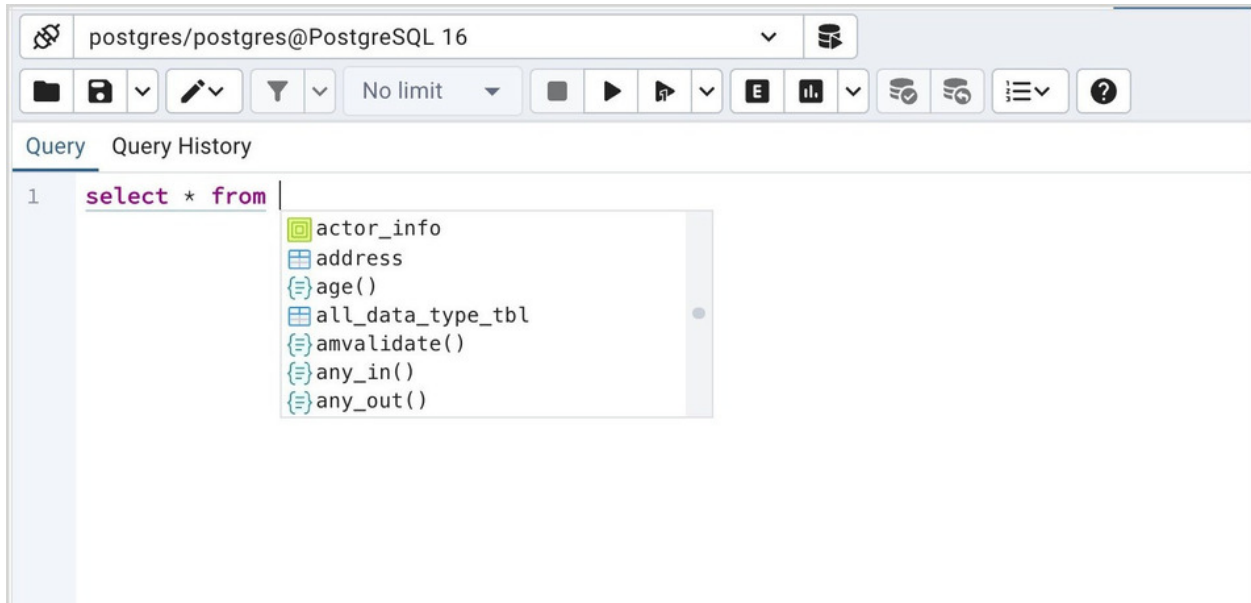 postgres/postgres@PostgreSQL 16
No limit
E
Query Query History
1 select * from
actor_info
address
age()
all_data_type_tbl
amvalidate()
any_in()
any_out()